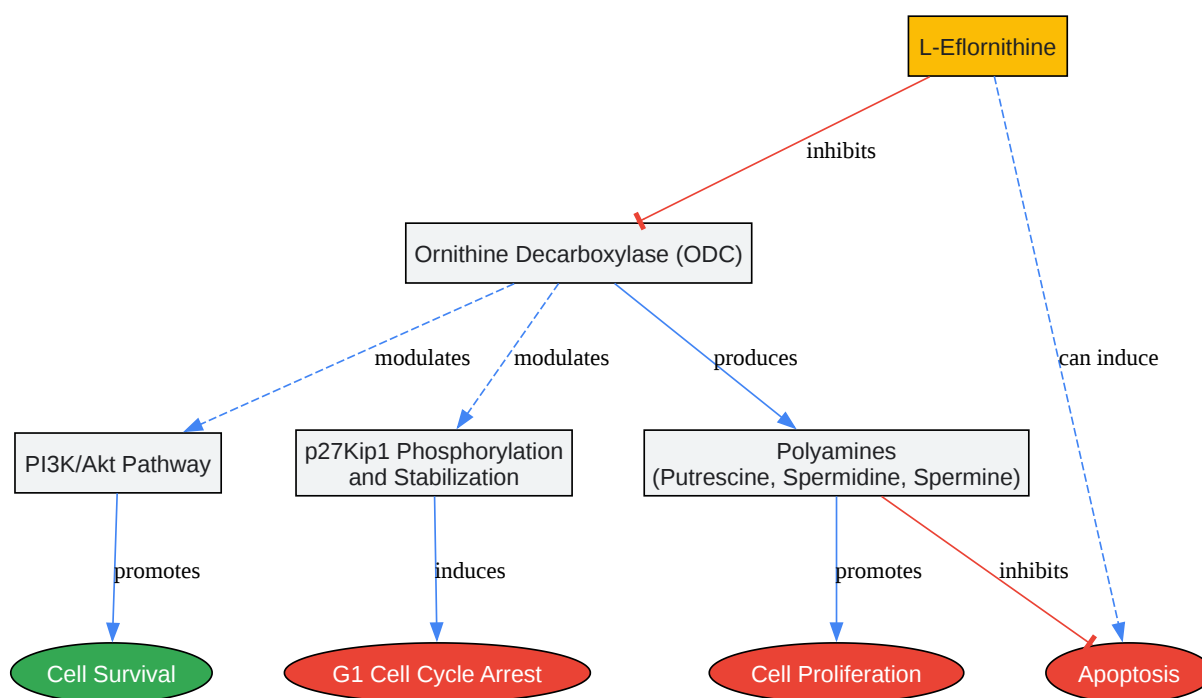 L-Eflornithine
inhibits
Ornithine Decarboxylase (ODC)
modulates
modulates
produces
can induce
PI3K/Akt Pathway
p27Kip1 Phosphorylation
and Stabilization
Polyamines
(Putrescine, Spermidine, Spermine)
promotes
induces
promotes
inhibits
Cell Survival
G1 Cell Cycle Arrest
Cell Proliferation
Apoptosis